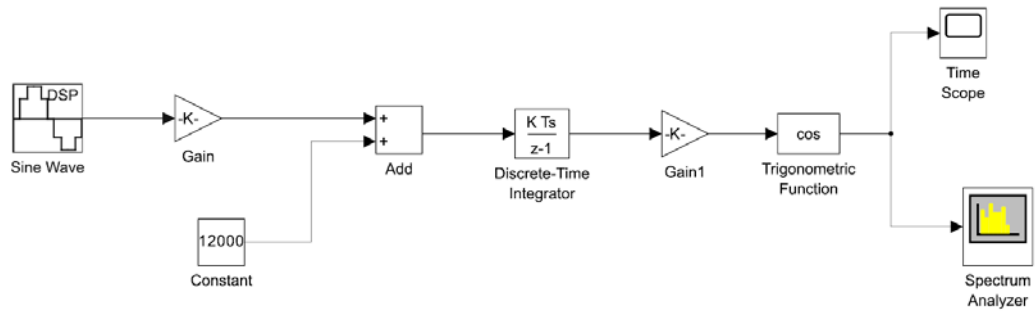 DSP
Sine Wave
-K-
Gain
+
+
Add
12000
Constant
K Ts
z-1
Discrete-Time
Integrator
-K-
Gain1
cos
Trigonometric
Function
Time
Scope
Spectrum
Analyzer